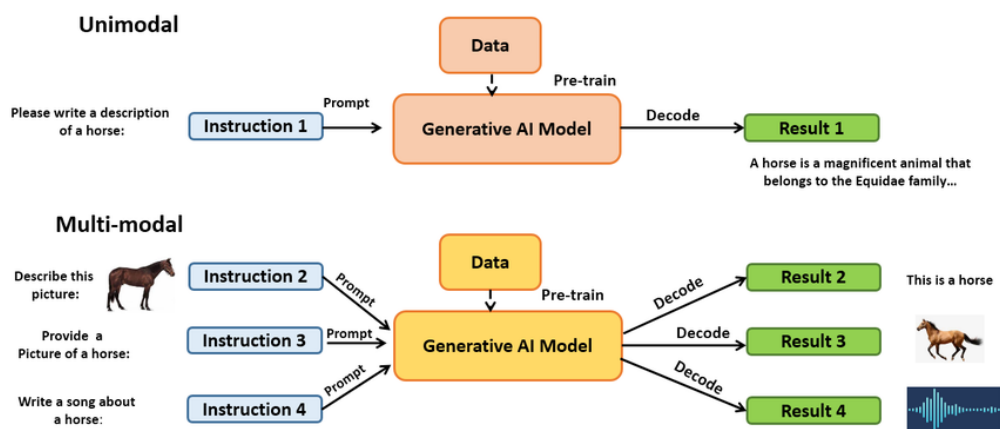 Unimodal
Data
Pre-train
Please write a description
of a horse:
Instruction 1
Prompt
Generative AI Model
Decode
Result 1
A horse is a magnificent animal that
belongs to the Equidae family...
Multi-modal
Data
Pre-train
Describe this
picture:
Instruction 2
Prompt
Decode
Result 2
This is a horse
Provide a
Picture of a horse:
Instruction 3
Prompt
Generative AI Model
Decode
Result 3
Write a song about
a horse:
Instruction 4
Prompt
Decode
Result 4